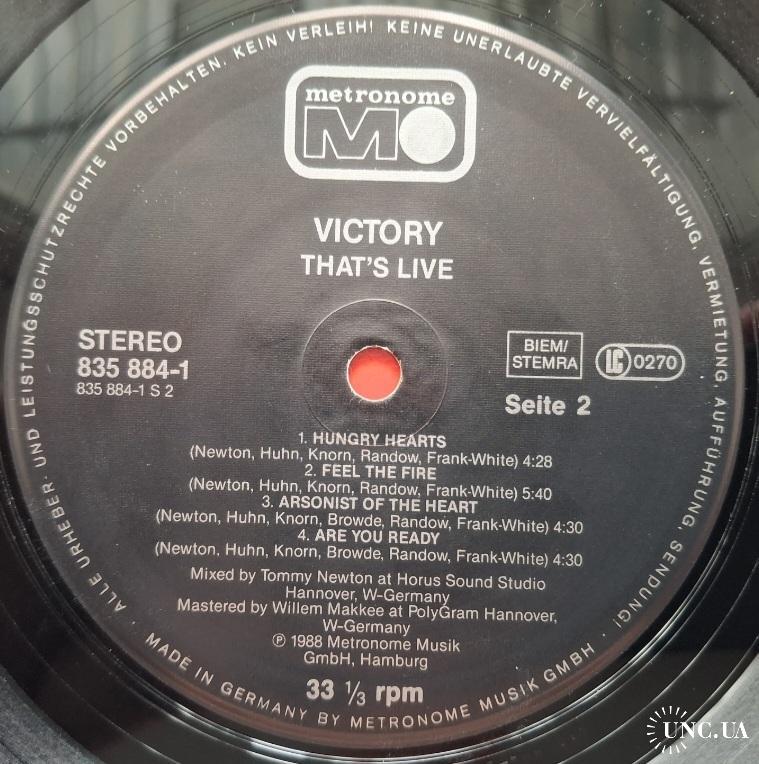 ALLE URHEBER- UND LEISTUNGSSCHUTZRECHTE VORBEHALTEN. KEIN VERLEIH! KEINE UNERLAUBTE VERVIELFÄLTIGUNG, VERMIETUNG, AUFFÜHRUNG, SENDUNG!
metronome
M
VICTORY
THAT'S LIVE
STEREO
835 884-1
835 884-1 S 2
BIEM/
STEMRA
LC 0270
Seite 2
1. HUNGRY HEARTS
(Newton, Huhn, Knorn, Randow, Frank-White) 4:28
2. FEEL THE FIRE
(Newton, Huhn, Knorn, Randow, Frank-White) 5:40
3. ARSONIST OF THE HEART
(Newton, Huhn, Knorn, Browde, Randow, Frank-White) 4:30
4. ARE YOU READY
(Newton, Huhn, Knorn, Browde, Randow, Frank-White) 4:30
Mixed by Tommy Newton at Horus Sound Studio
Hannover, W-Germany
Mastered by Willem Makkee at PolyGram Hannover,
W-Germany
℗ 1988 Metronome Musik
GmbH, Hamburg
33 ⅓ rpm
· MADE IN GERMANY BY METRONOME MUSIK GMBH ·
UNC.UA